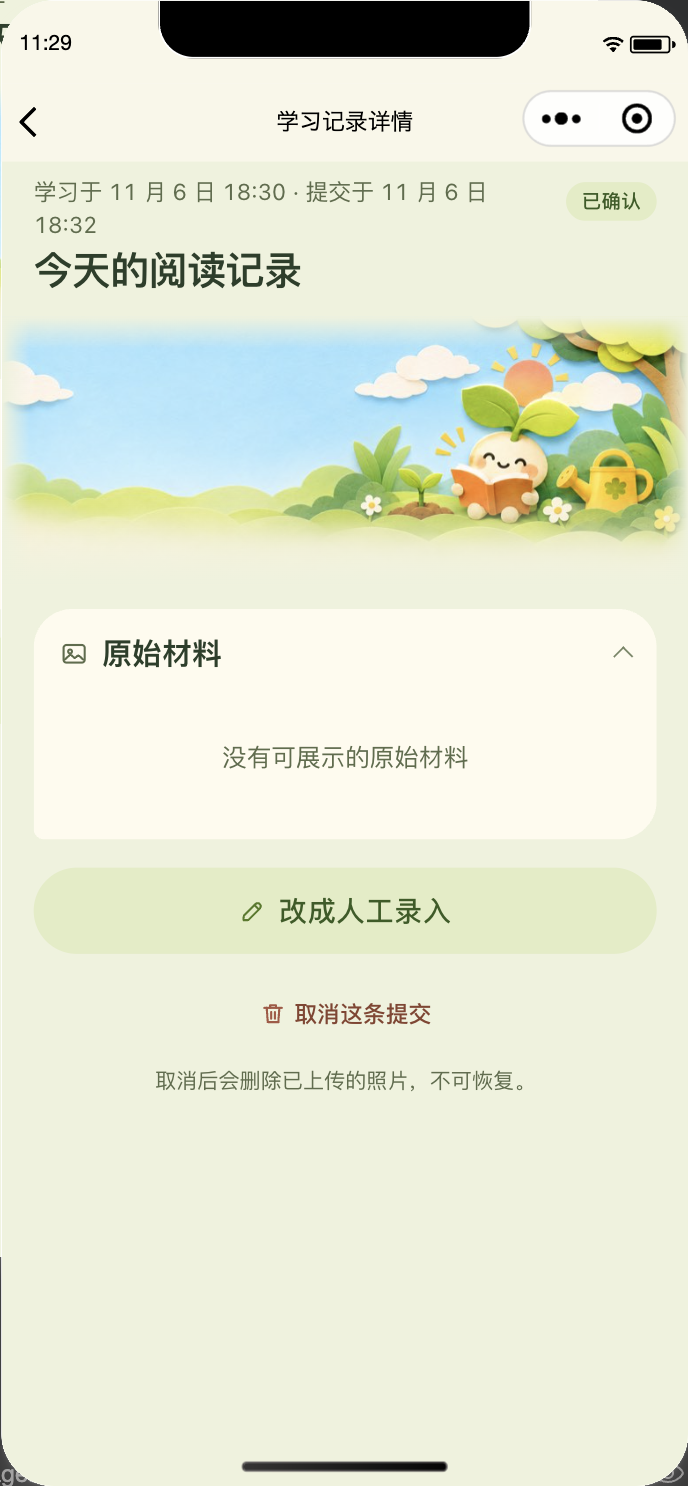 11:29
学习记录详情
学习于 11 月 6 日 18:30 · 提交于 11 月 6 日
18:32
已确认
今天的阅读记录
原始材料
没有可展示的原始材料
改成人工录入
取消这条提交
取消后会删除已上传的照片，不可恢复。